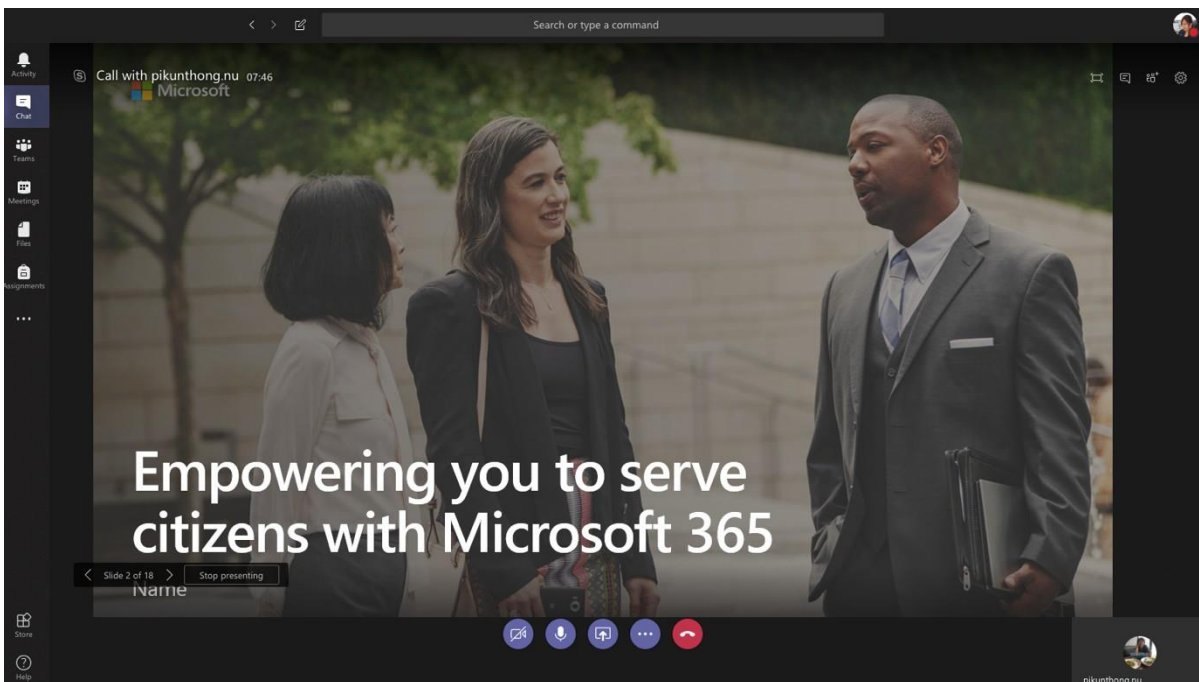 Search or type a command
Activity
Chat
Teams
Meetings
Files
Assignments
Store
Help
Call with pikunthong.nu 07:46
Microsoft
Empowering you to serve
citizens with Microsoft 365
Slide 2 of 18
Stop presenting
Name
pikunthong.nu